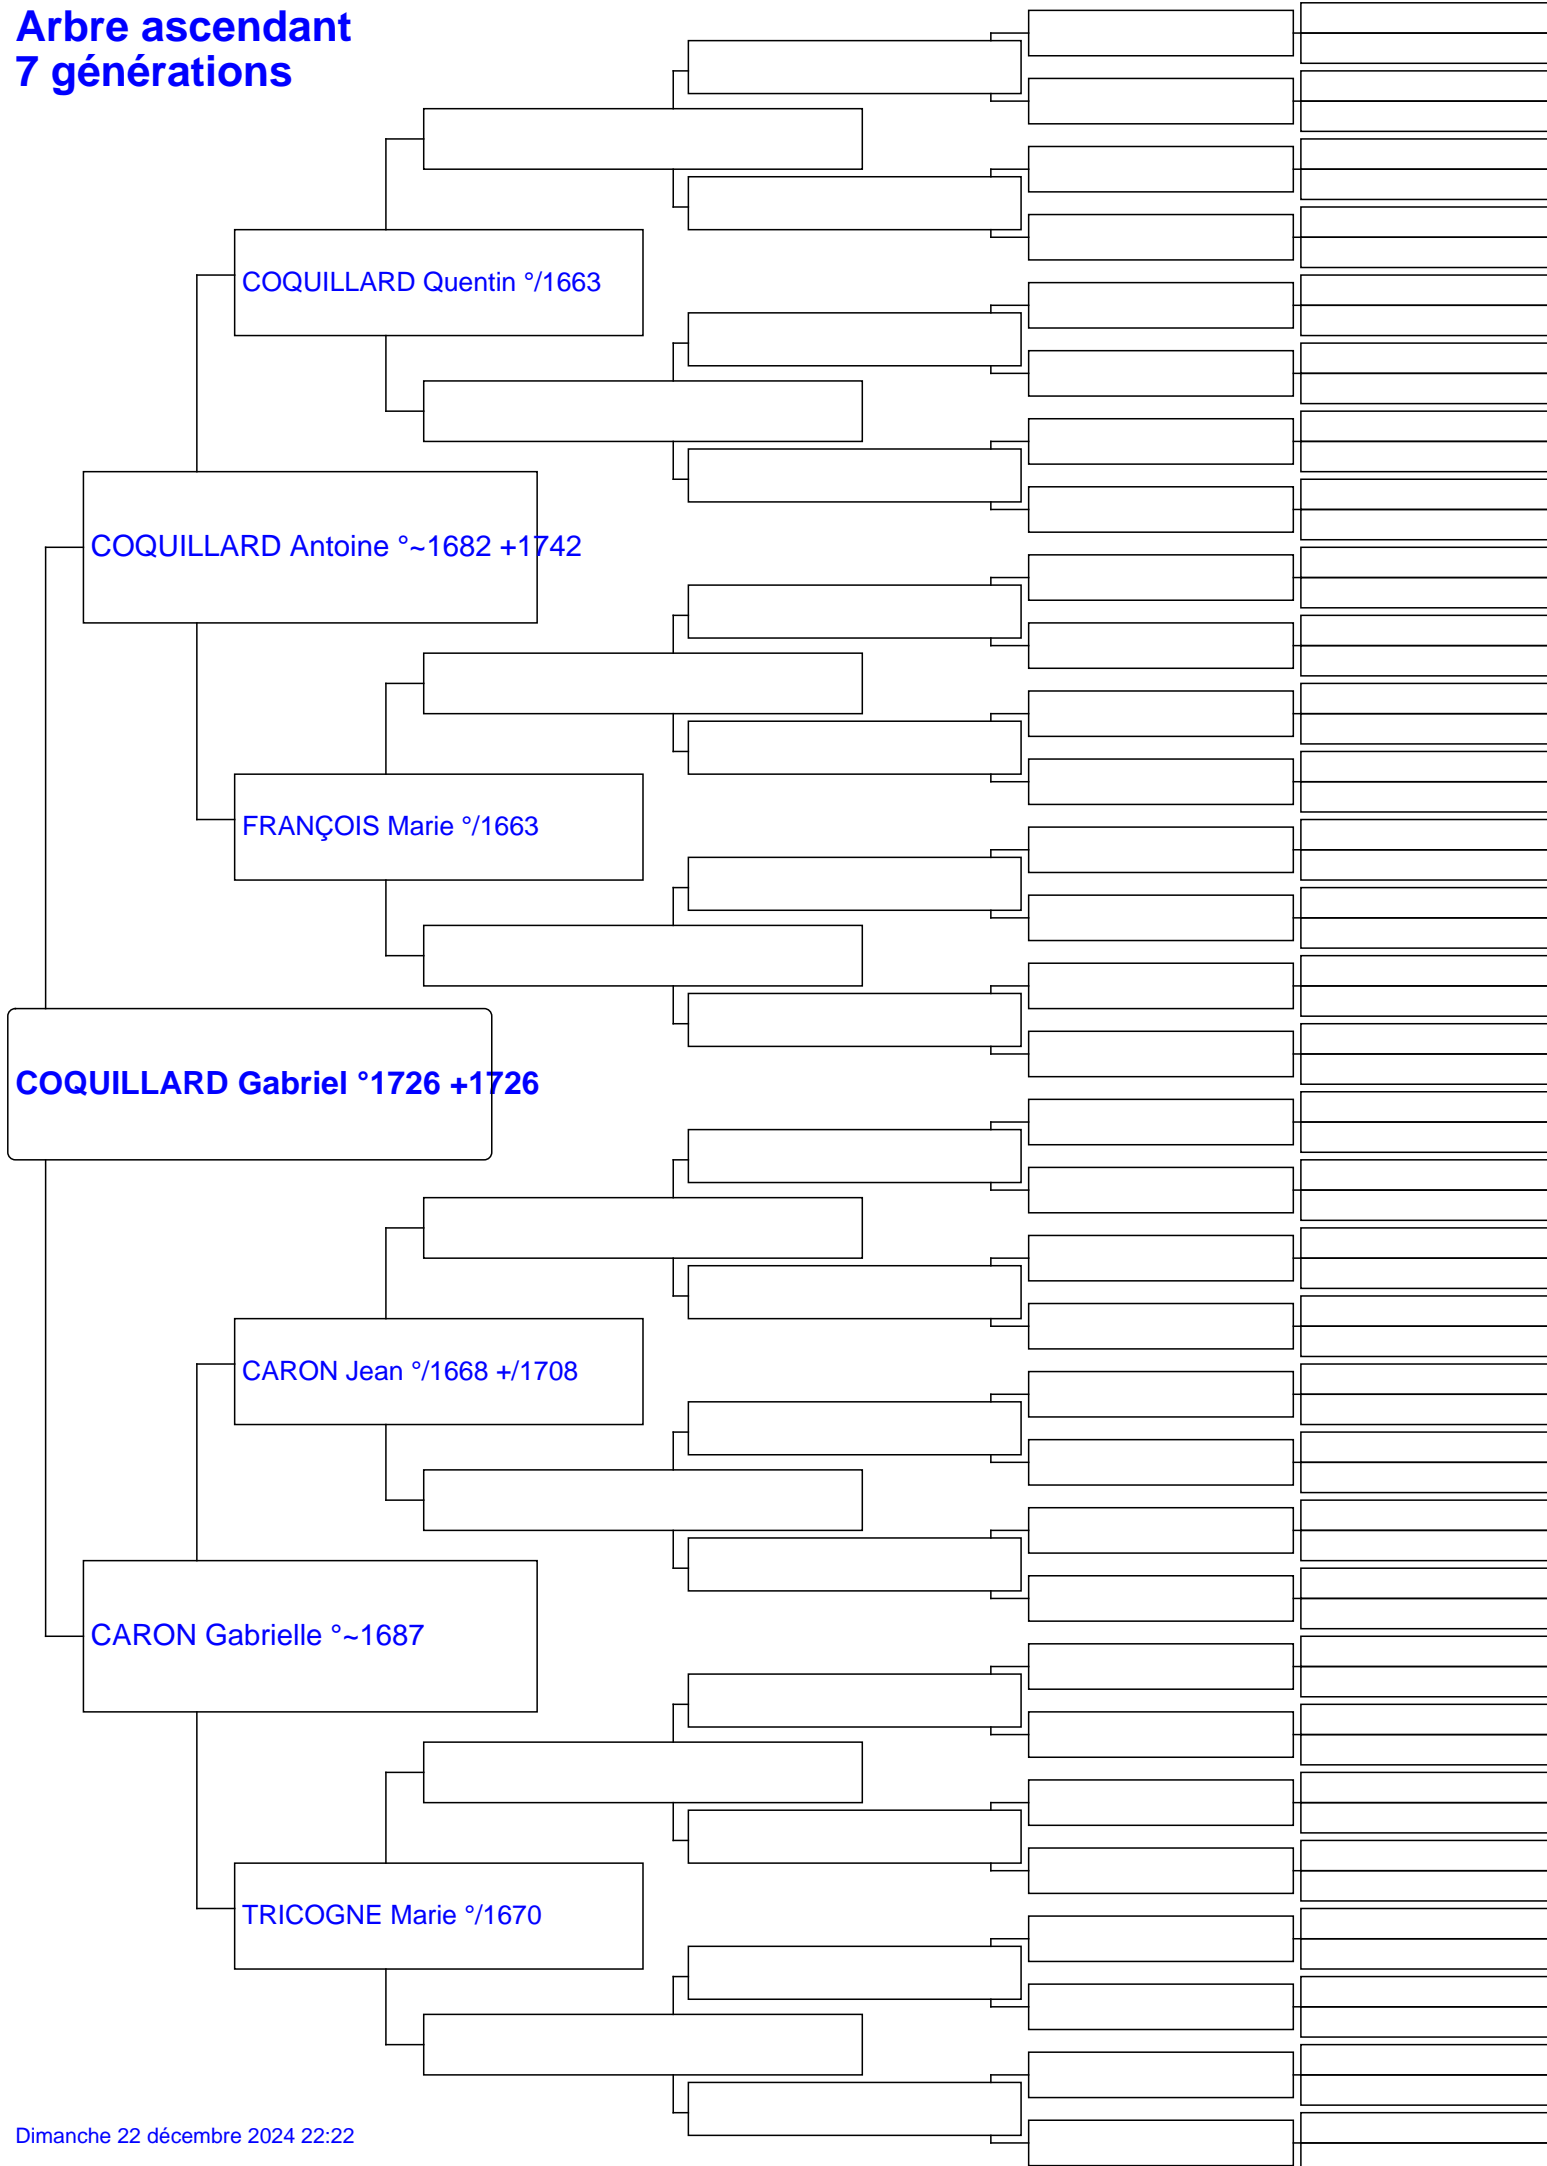 Arbre ascendant
7 générations
COQUILLARD Quentin °/1663
COQUILLARD Antoine °~1682 +1742
FRANÇOIS Marie °/1663
COQUILLARD Gabriel °1726 +1726
CARON Jean °/1668 +/1708
CARON Gabrielle °~1687
TRICOGNE Marie °/1670
Dimanche 22 décembre 2024 22:22